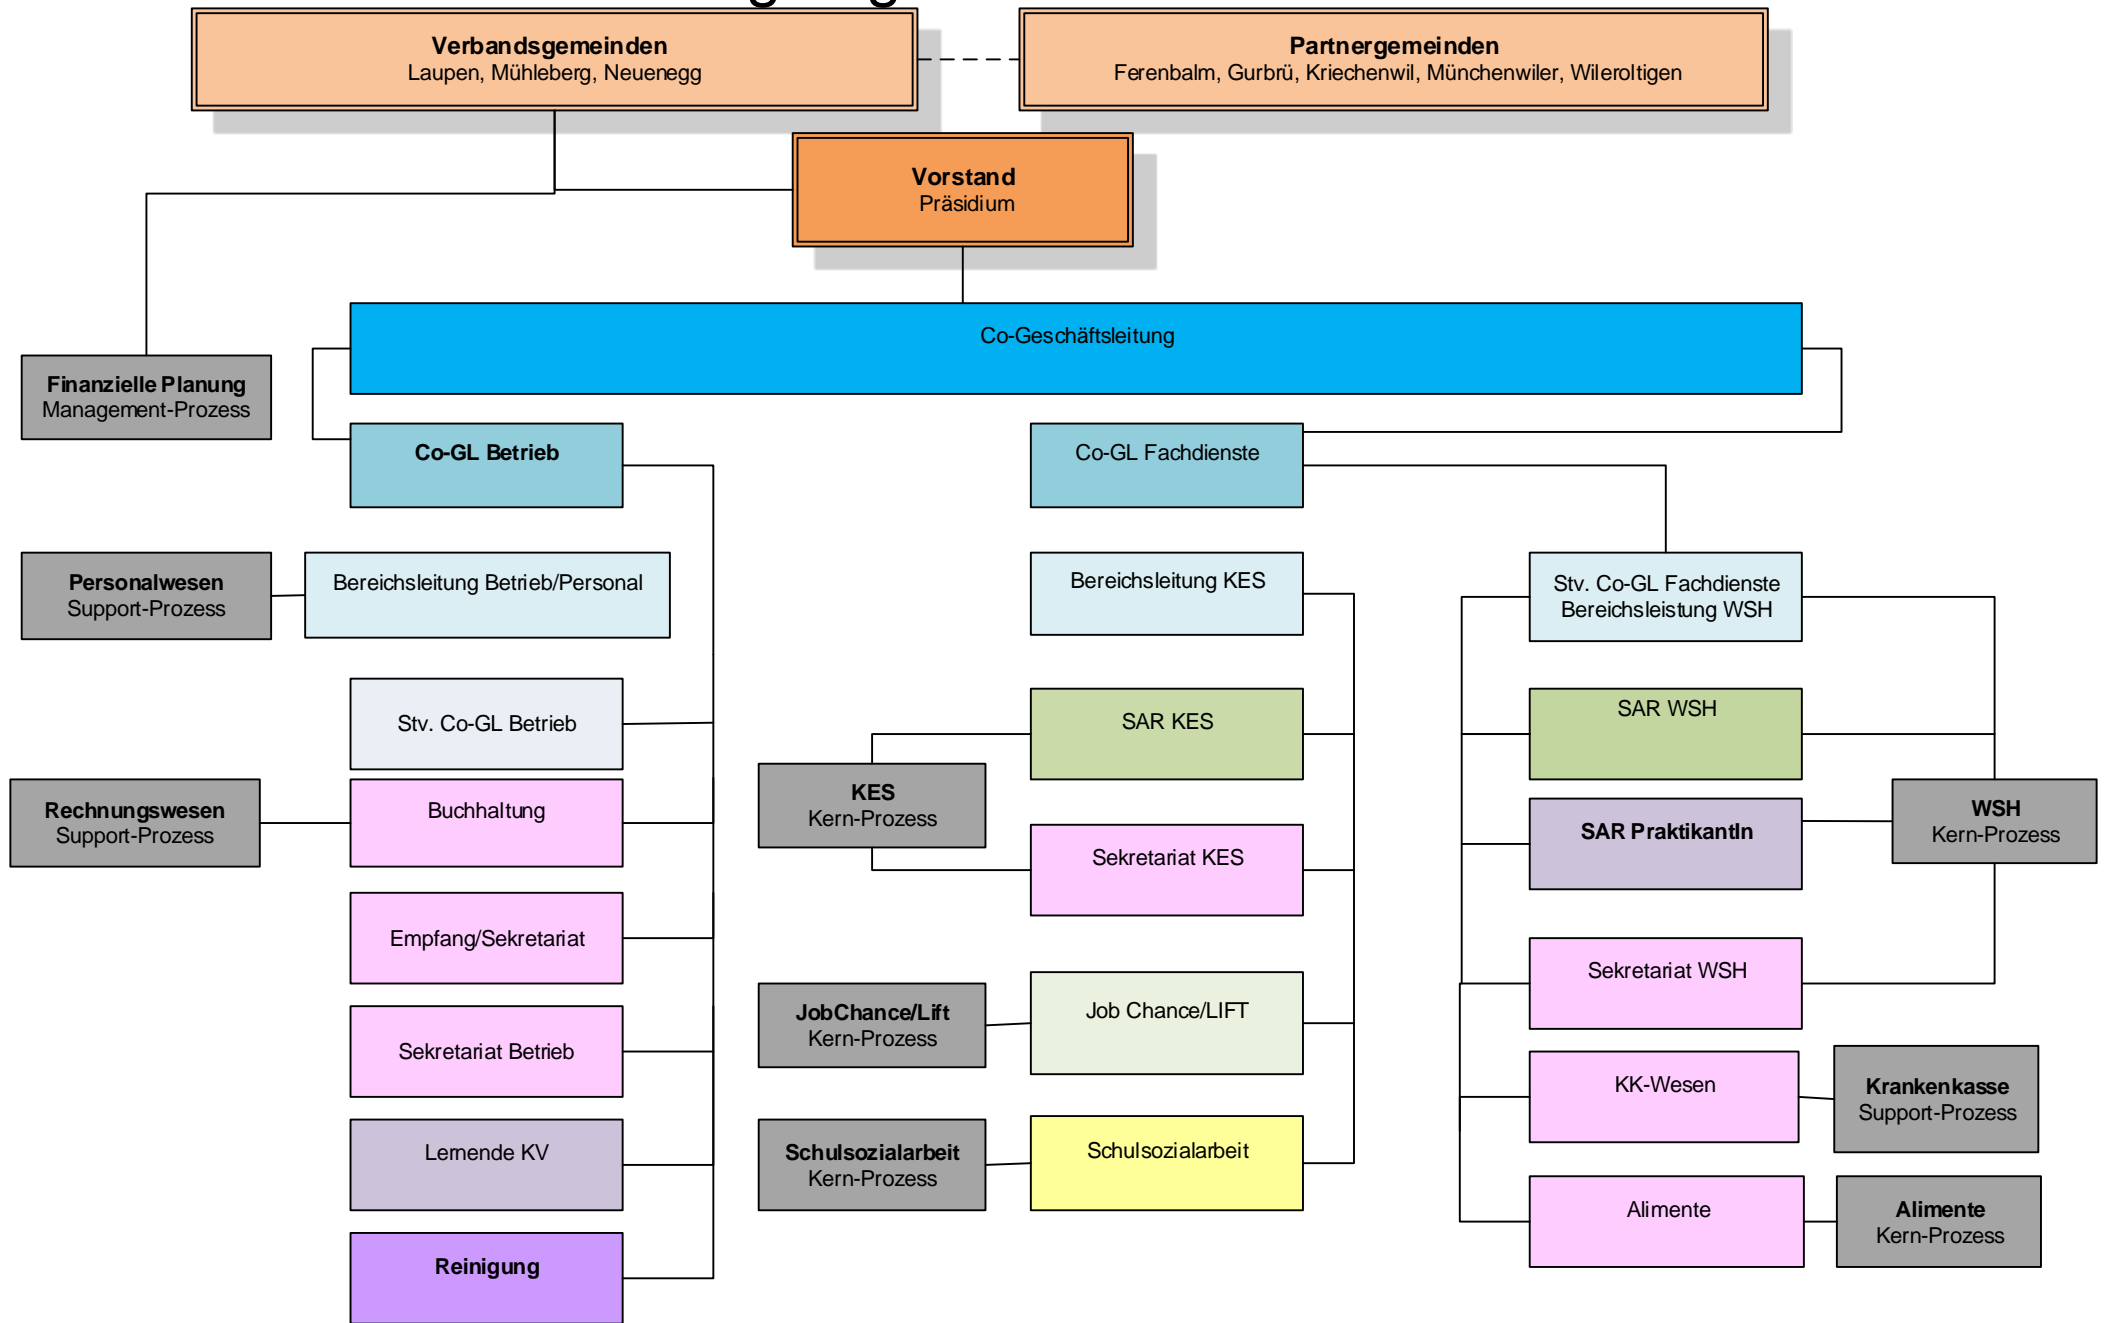 Verbandsgemeinden
Laupen, Mühleberg, Neuenegg
Partnergemeinden
Ferenbalm, Gurbrü, Kriechenwil, Münchenwiler, Wileroltigen
Vorstand
Präsidium
Co-Geschäftsleitung
Finanzielle Planung
Management-Prozess
Co-GL Betrieb
Co-GL Fachdienste
Personalwesen
Support-Prozess
Bereichsleitung Betrieb/Personal
Bereichsleitung KES
Stv. Co-GL Fachdienste
Bereichsleistung WSH
Stv. Co-GL Betrieb
SAR KES
SAR WSH
Rechnungswesen
Support-Prozess
Buchhaltung
KES
Kern-Prozess
Sekretariat KES
SAR PraktikantIn
WSH
Kern-Prozess
Empfang/Sekretariat
Sekretariat WSH
JobChance/Lift
Kern-Prozess
Job Chance/LIFT
Sekretariat Betrieb
KK-Wesen
Krankenkasse
Support-Prozess
Lernende KV
Schulsozialarbeit
Kern-Prozess
Schulsozialarbeit
Alimente
Alimente
Kern-Prozess
Reinigung